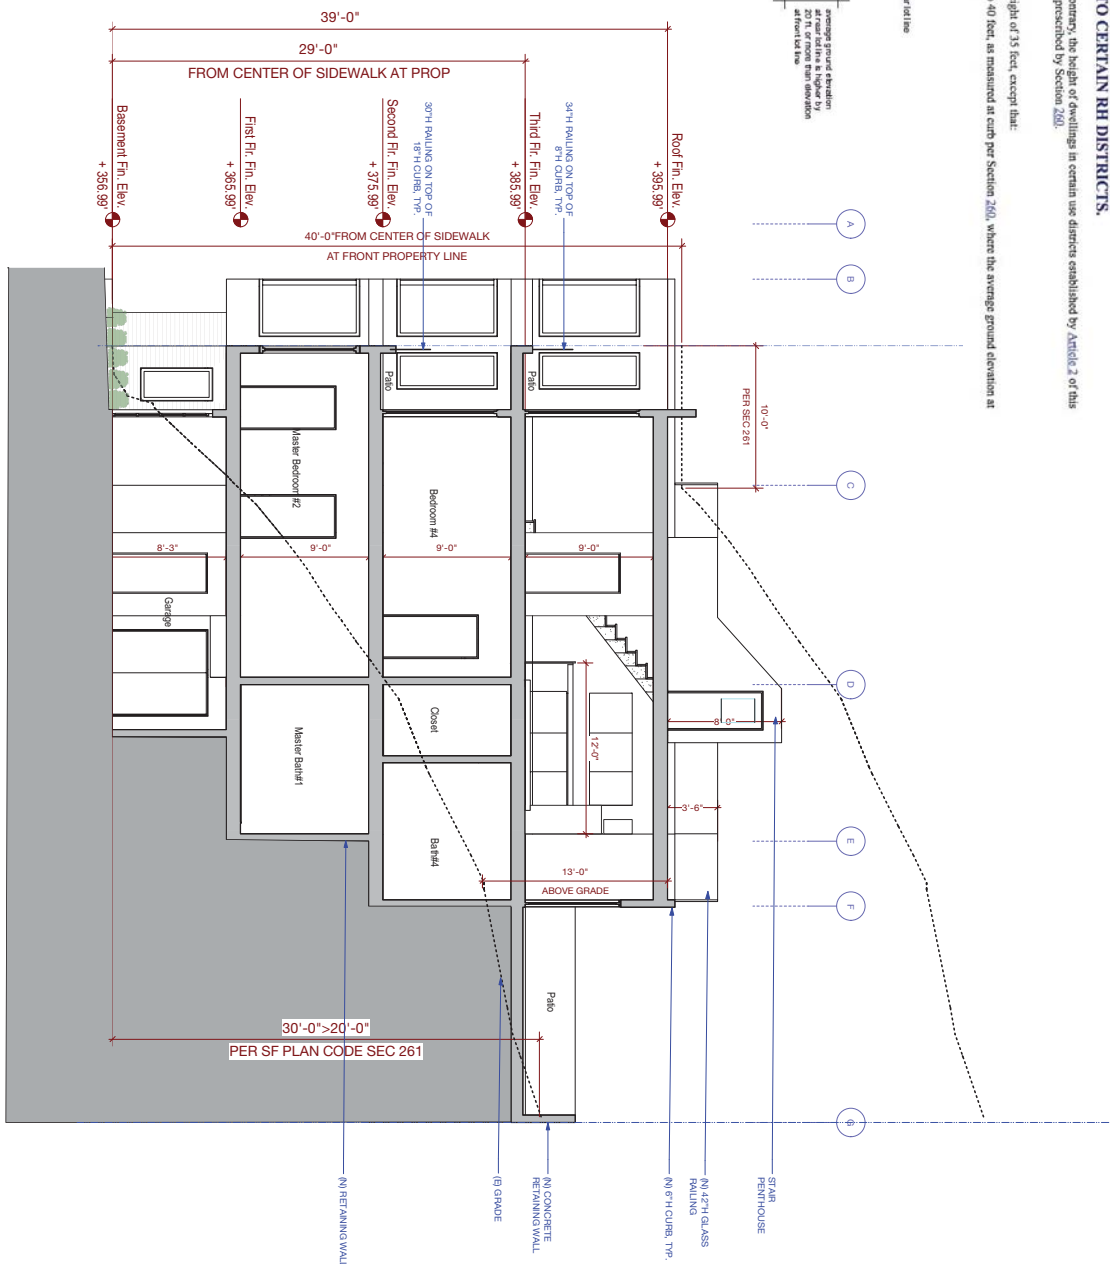 TO CERTAIN RH DISTRICTS.
ontrary, the height of dwellings in certain use districts established by Article 2 of this
prescribed by Section 260.
ight of 35 feet, except that:
40 feet, as measured at curb per Section 260, where the average ground elevation at
r lot line
average ground elevation
at rear lot line is higher by
20 ft. or more than elevation
at front lot line
39'-0"
29'-0"
FROM CENTER OF SIDEWALK AT PROP
Basement Fin. Elev.
+ 356.99'
First Flr. Fin. Elev.
+ 365.99'
Second Flr. Fin. Elev.
+ 375.99'
Third Flr. Fin. Elev.
+ 385.99'
Roof Fin. Elev.
+ 395.99'
30"H RAILING ON TOP OF
18"H CURB, TYP.
34"H RAILING ON TOP OF
8"H CURB, TYP.
40'-0"FROM CENTER OF SIDEWALK
AT FRONT PROPERTY LINE
A
B
C
D
E
F
G
10'-0"
PER SEC 261
Patio
Patio
Master Bedroom #2
Bedroom #4
8'-3"
9'-0"
9'-0"
9'-0"
Garage
Master Bath#1
Closet
Bath#4
12'-0"
8'-0"
3'-6"
13'-0"
ABOVE GRADE
Patio
30'-0">20'-0"
PER SF PLAN CODE SEC 261
(N) RETAINING WALL
(E) GRADE
(N) CONCRETE
RETAINING WALL
(N) 6"H CURB, TYP.
(N) 42"H GLASS
RAILING
STAIR
PENTHOUSE